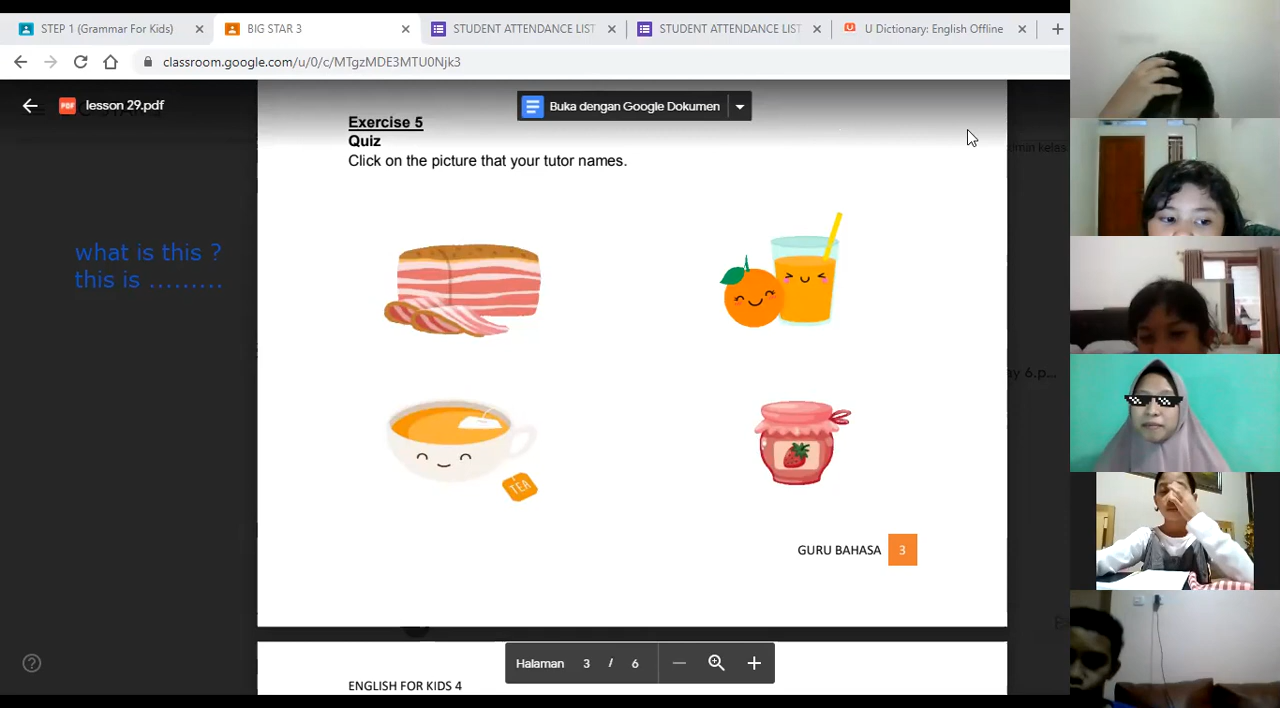 STEP 1 (Grammar For Kids)
BIG STAR 3
STUDENT ATTENDANCE LIST
STUDENT ATTENDANCE LIST
U Dictionary: English Offline
classroom.google.com/u/0/c/MTgzMDE3MTU0Njk3
PDF
lesson 29.pdf
Buka dengan Google Dokumen
Exercise 5
Quiz
Click on the picture that your tutor names.
what is this ?
this is .........
TEA
GURU BAHASA 3
Halaman 3 / 6
ENGLISH FOR KIDS 4